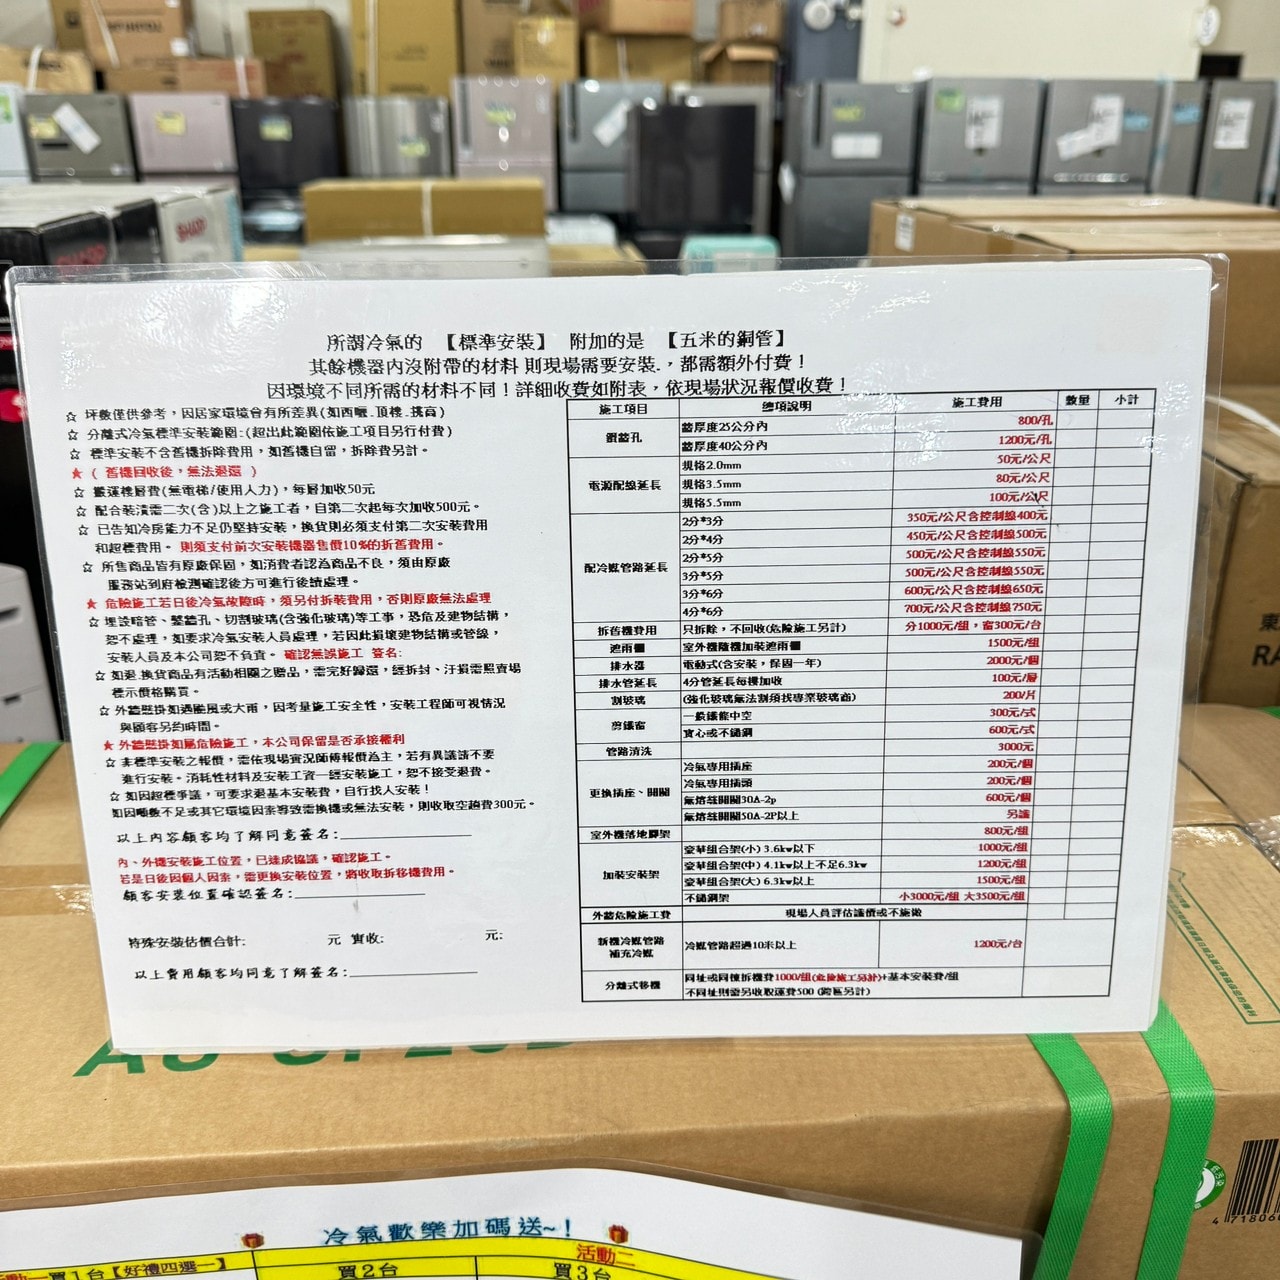 SHARP
所謂冷氣的 【標準安裝】 附加的是 【五米的銅管】
其餘機器內沒附帶的材料 則現場需要安裝.，都需額外付費！
因環境不同所需的材料不同！詳細收費如附表，依現場狀況報價收費！
☆ 坪數僅供參考，因居家環境會有所差異(如西曬.頂樓.挑高)
☆ 分離式冷氣標準安裝範圍:(超出此範圍依施工項目另行付費)
☆ 標準安裝不含舊機拆除費用，如舊機自留，拆除費另計。
★ ( 舊機回收後，無法退還 )
☆ 搬運樓層費(無電梯/使用人力)，每層加收50元
☆ 配合裝潢需二次(含)以上之施工者，自第二次起每次加收500元。
☆ 已告知冷房能力不足仍堅持安裝，換貨則必須支付第二次安裝費用
和超標費用。 則須支付前次安裝機器售價10%的折舊費用。
☆ 所售商品皆有原廠保固，如消費者認為商品不良，須由原廠
服務站到府檢測確認後方可進行後續處理。
★ 危險施工若日後冷氣故障時，須另付拆裝費用，否則原廠無法處理
☆ 埋設暗管、鑿牆孔、切割玻璃(含強化玻璃)等工事，恐危及建物結構，
恕不處理，如要求冷氣安裝人員處理，若因此損壞建物結構或管線，
安裝人員及本公司恕不負責。 確認無誤施工 簽名:
☆ 如退.換貨商品有活動相關之贈品，需完好歸還，經拆封、汙損需照賣場
標示價格購買。
☆ 外牆懸掛如遇颱風或大雨，因考量施工安全性，安裝工程師可視情況
與顧客另約時間。
★ 外牆懸掛如屬危險施工，本公司保留是否承接權利
☆ 非標準安裝之報價，需依現場實況師傅報價為主，若有異議請不要
進行安裝。消耗性材料及安裝工資一經安裝施工，恕不接受退費。
☆ 如因超標爭議，可要求退基本安裝費，自行找人安裝！
如因噸數不足或其它環境因素導致需換機或無法安裝，則收取空趟費300元。
以上內容顧客均了解同意簽名:
內、外機安裝施工位置，已達成協議，確認施工。
若是日後因個人因素，需更換安裝位置，將收取拆移機費用。
顧客安裝位置確認簽名:
特殊安裝估價合計: 元 實收: 元:
以上費用顧客均同意了解簽名:
施工項目 細項說明 施工費用 數量 小計
鑽牆孔 牆厚度25公分內 800/孔
牆厚度40公分內 1200元/孔
電源配線延長 規格2.0mm 50元/公尺
規格3.5mm 80元/公尺
規格5.5mm 100元/公尺
配冷媒管路延長 2分*3分 350元/公尺含控制線400元
2分*4分 450元/公尺含控制線500元
2分*5分 500元/公尺含控制線550元
3分*5分 500元/公尺含控制線550元
3分*6分 600元/公尺含控制線650元
4分*6分 700元/公尺含控制線750元
拆舊機費用 只拆除，不回收(危險施工另計) 分1000元/組，窗300元/台
遮雨棚 室外機隨機加裝遮雨棚 1500元/組
排水器 電動式(含安裝，保固一年) 2000元/個
排水管延長 4分管延長每樓加收 100元/層
割玻璃 (強化玻璃無法割須找專業玻璃商) 200/片
剪鐵窗 一般鐵條中空 300元/式
實心或不鏽鋼 600元/式
管路清洗 3000元
更換插座、開關 冷氣專用插座 200元/個
冷氣專用插頭 200元/個
無熔絲開關30A-2p 600元/個
無熔絲開關50A-2P以上 另議
室外機落地腳架 800元/組
加裝安裝架 豪華組合架(小) 3.6kw以下 1000元/組
豪華組合架(中) 4.1kw以上不足6.3kw 1200元/組
豪華組合架(大) 6.3kw以上 1500元/組
不鏽鋼架 小3000元/組 大3500元/組
外牆危險施工費 現場人員評估議價或不施做
新機冷媒管路補充冷媒 冷媒管路超過10米以上 1200元/台
分離式移機 同址或同棟拆機費1000/組(危險施工另計)+基本安裝費/組
不同址則需另收取運費500 (跨區另計)
冷氣歡樂加碼送~！
買1台【好禮四選一】 活動二
買2台 買3台